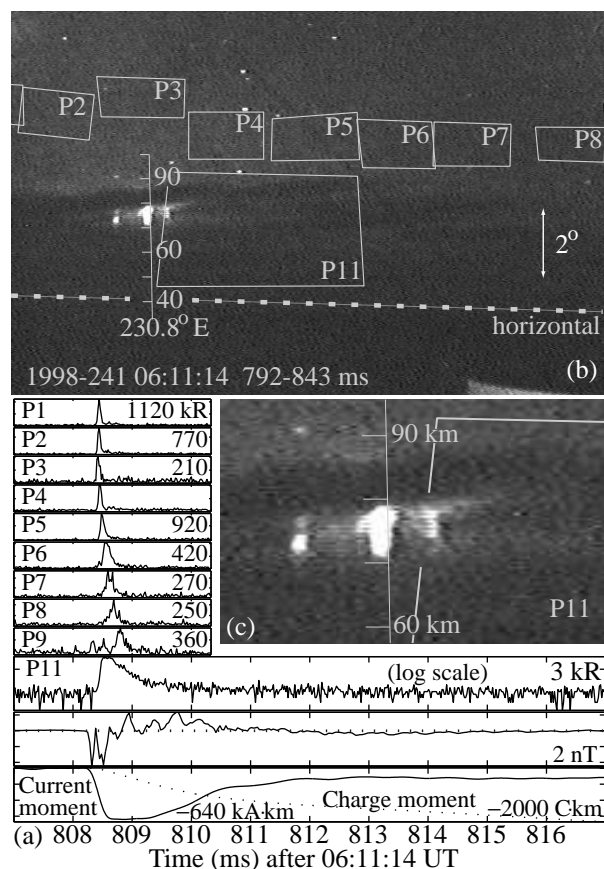 P2
P3
P4
P5
P6
P7
P8
90
60
40
P11
2°
230.8° E
horizontal
1998-241 06:11:14 792-843 ms
(b)
P1 1120 kR
P2 770
P3 210
P4
P5 920
P6 420
P7 270
P8 250
P9 360
90 km
60 km
(c)
P11
P11 (log scale) 3 kR
2 nT
Current moment
−640 kA·km
Charge moment
−2000 Ckm
(a)
808 809 810 811 812 813 814 815 816
Time (ms) after 06:11:14 UT